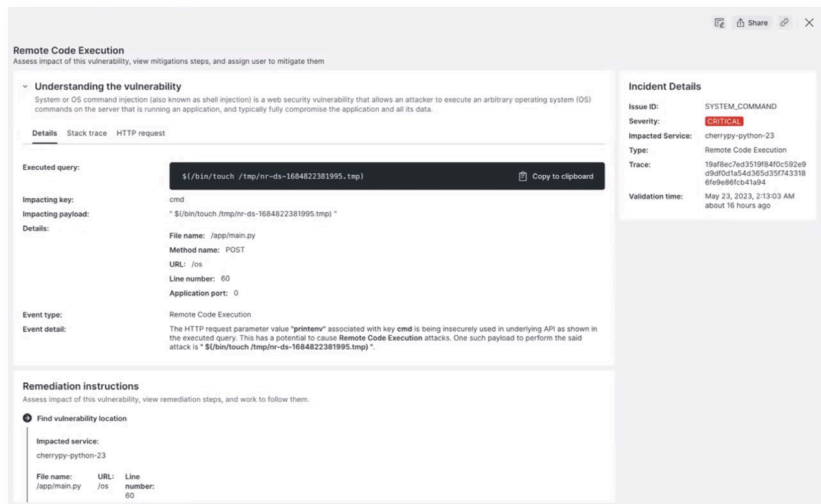 Share
Remote Code Execution
Assess impact of this vulnerability, view mitigations steps, and assign user to mitigate them
Understanding the vulnerability
System or OS command injection (also known as shell injection) is a web security vulnerability that allows an attacker to execute an arbitrary operating system (OS)
commands on the server that is running an application, and typically fully compromise the application and all its data.
Details Stack trace HTTP request
Executed query:
$(/bin/touch /tmp/nr-ds-1684822381995.tmp) Copy to clipboard
Impacting key: cmd
Impacting payload: " $(/bin/touch /tmp/nr-ds-1684822381995.tmp) "
Details:
File name: /app/main.py
Method name: POST
URL: /os
Line number: 60
Application port: 0
Event type: Remote Code Execution
Event detail: The HTTP request parameter value "printenv" associated with key cmd is being insecurely used in underlying API as shown in
the executed query. This has a potential to cause Remote Code Execution attacks. One such payload to perform the said
attack is " $(/bin/touch /tmp/nr-ds-1684822381995.tmp) ".
Remediation instructions
Assess impact of this vulnerability, view remediation steps, and work to follow them.
Find vulnerability location
Impacted service:
cherrypy-python-23
File name: URL: Line
/app/main.py /os number:
60
Incident Details
Issue ID: SYSTEM_COMMAND
Severity: CRITICAL
Impacted Service: cherrypy-python-23
Type: Remote Code Execution
Trace: 19af8ec7ed3519f84f0c592e9
d9df0d1a54d365d35f743318
6fe9e86fcb41a94
Validation time: May 23, 2023, 2:13:03 AM
about 16 hours ago